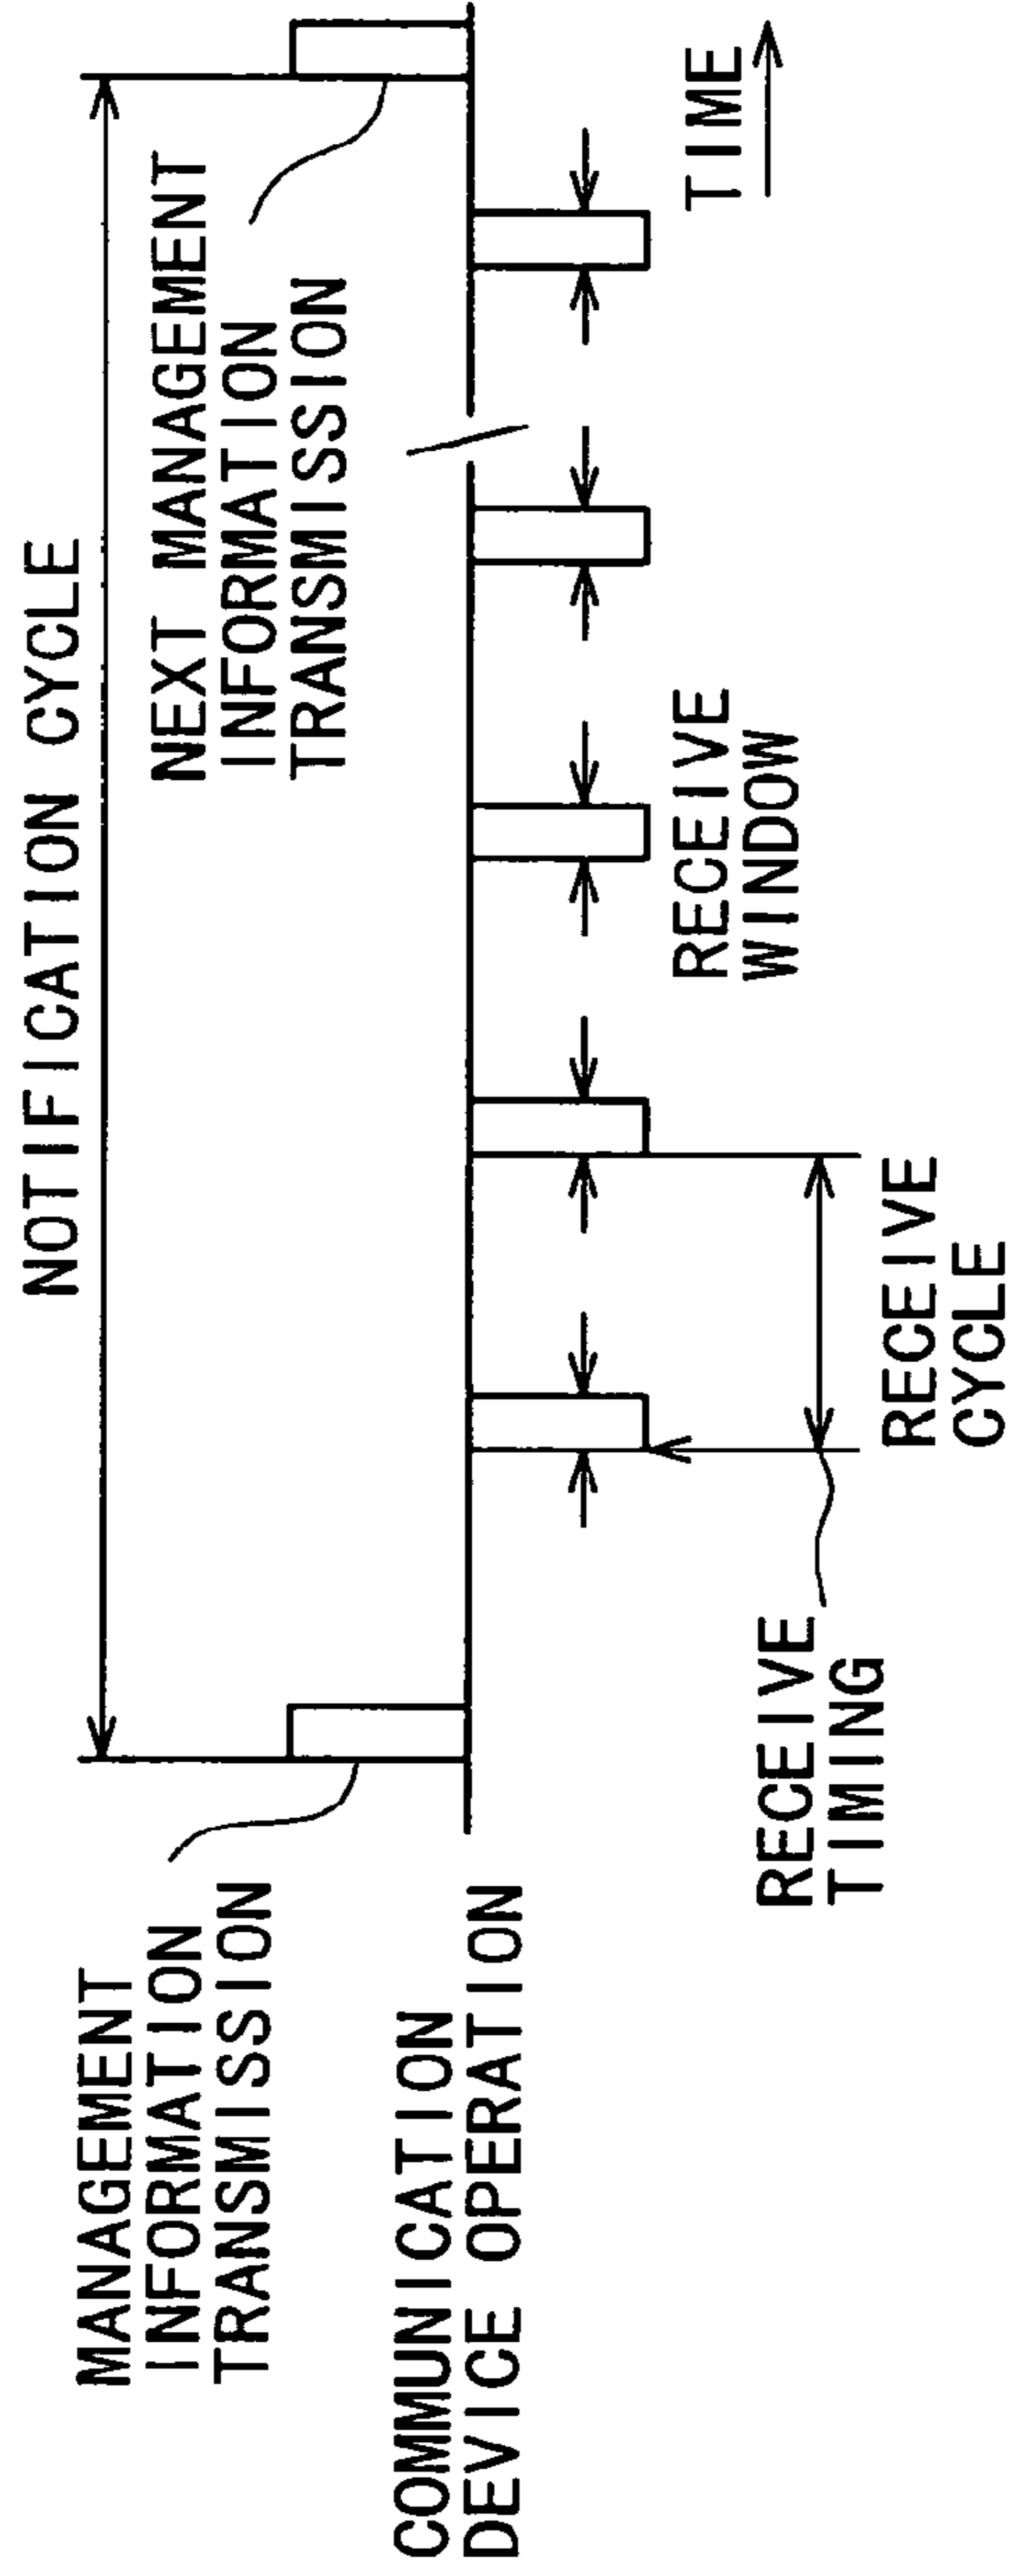 NOTIFICATION CYCLE
MANAGEMENT
INFORMATION
TRANSMISSION
NEXT MANAGEMENT
INFORMATION
TRANSMISSION
COMMUNICATION
DEVICE OPERATION
RECEIVE
WINDOW
TIME
RECEIVE
TIMING
RECEIVE
CYCLE